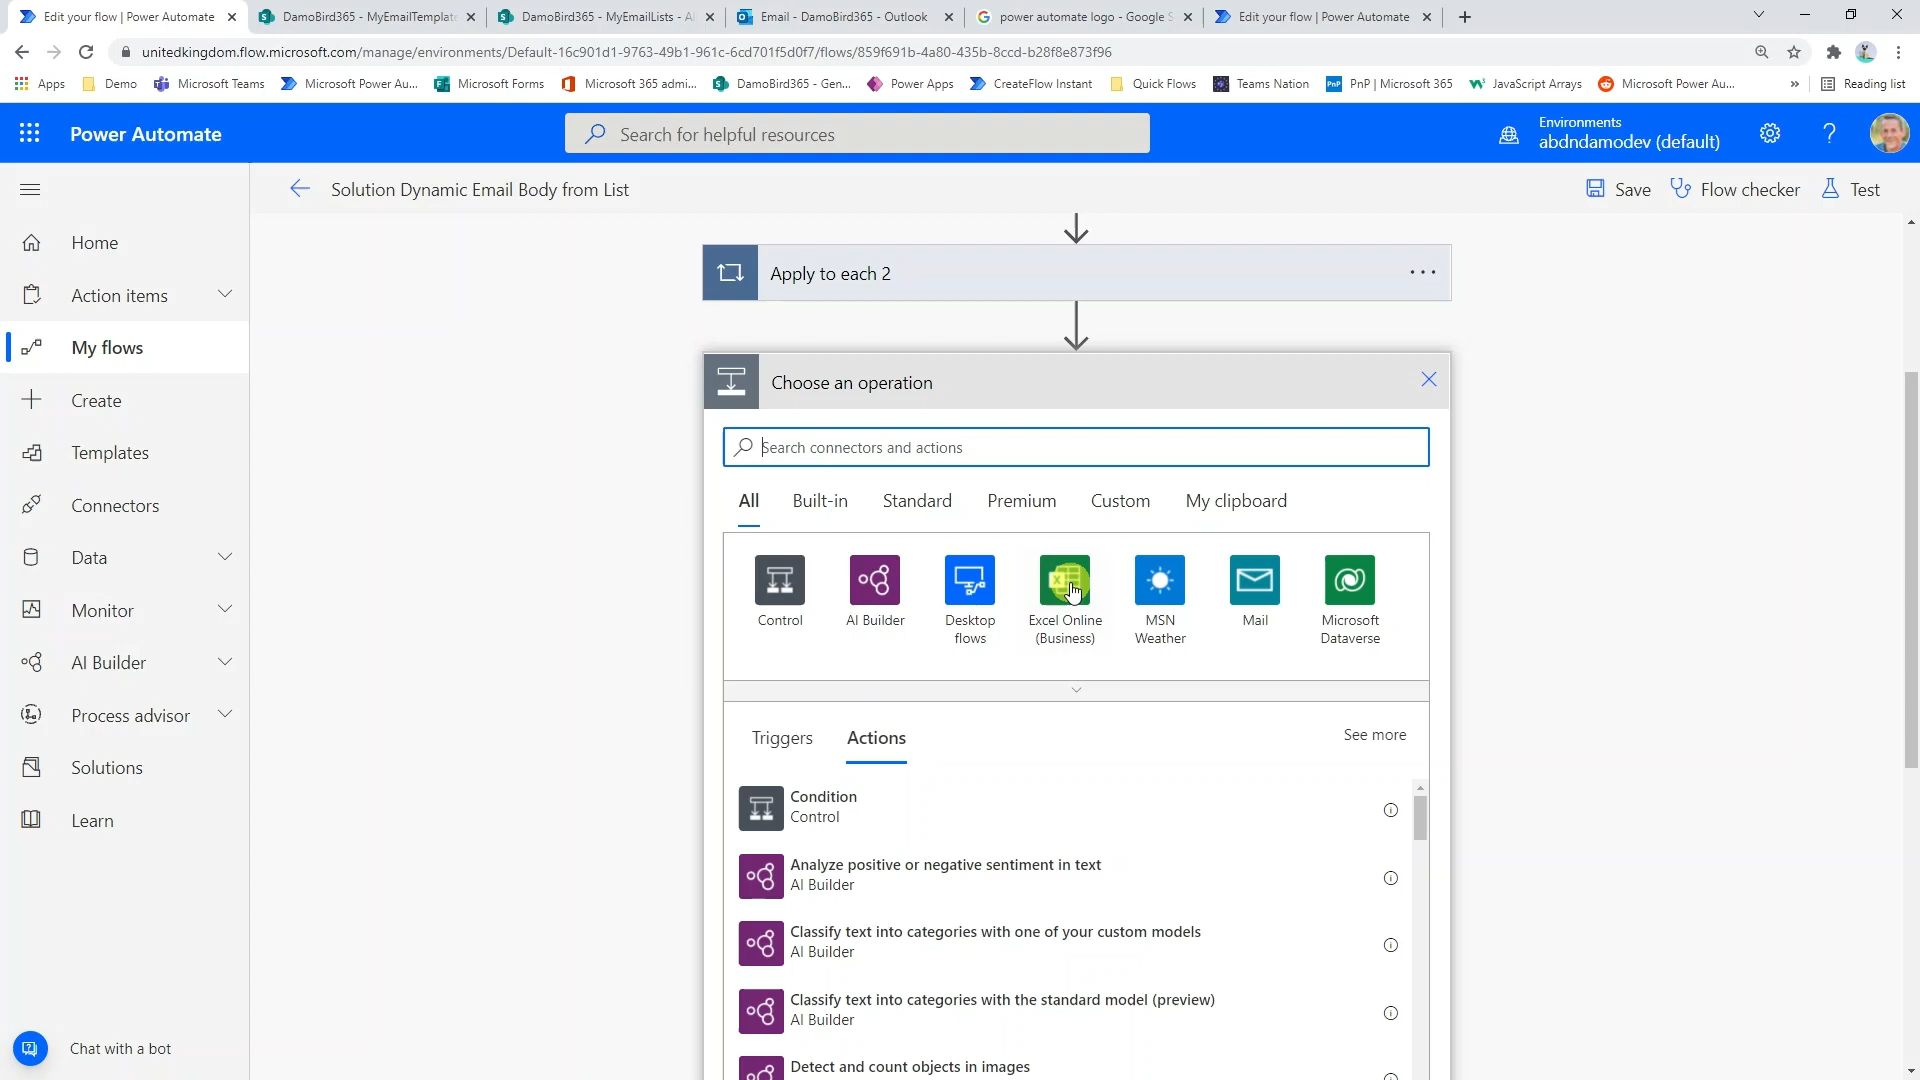 Edit your flow | Power Automate
DamoBird365 - MyEmailTemplat
DamoBird365 - MyEmailLists - A
Email - DamoBird365 - Outlook
power automate logo - Google S
Edit your flow | Power Automate
unitedkingdom.flow.microsoft.com/manage/environments/Default-16c901d1-9763-49b1-961c-6cd701f5d0f7/flows/859f691b-4a80-435b-8ccd-b28f8e873f96
Apps
Demo
Microsoft Teams
Microsoft Power Au...
Microsoft Forms
Microsoft 365 admi...
DamoBird365 - Gen...
Power Apps
CreateFlow Instant
Quick Flows
Teams Nation
PnP | Microsoft 365
JavaScript Arrays
Microsoft Power Au...
Reading list
Power Automate
Search for helpful resources
Environments
abdndamodev (default)
Solution Dynamic Email Body from List
Save
Flow checker
Test
Home
Action items
My flows
Create
Templates
Connectors
Data
Monitor
AI Builder
Process advisor
Solutions
Learn
Chat with a bot
Apply to each 2
Choose an operation
Search connectors and actions
All
Built-in
Standard
Premium
Custom
My clipboard
Control
AI Builder
Desktop
flows
Excel Online
(Business)
MSN
Weather
Mail
Microsoft
Dataverse
Triggers
Actions
See more
Condition
Control
Analyze positive or negative sentiment in text
AI Builder
Classify text into categories with one of your custom models
AI Builder
Classify text into categories with the standard model (preview)
AI Builder
Detect and count objects in images